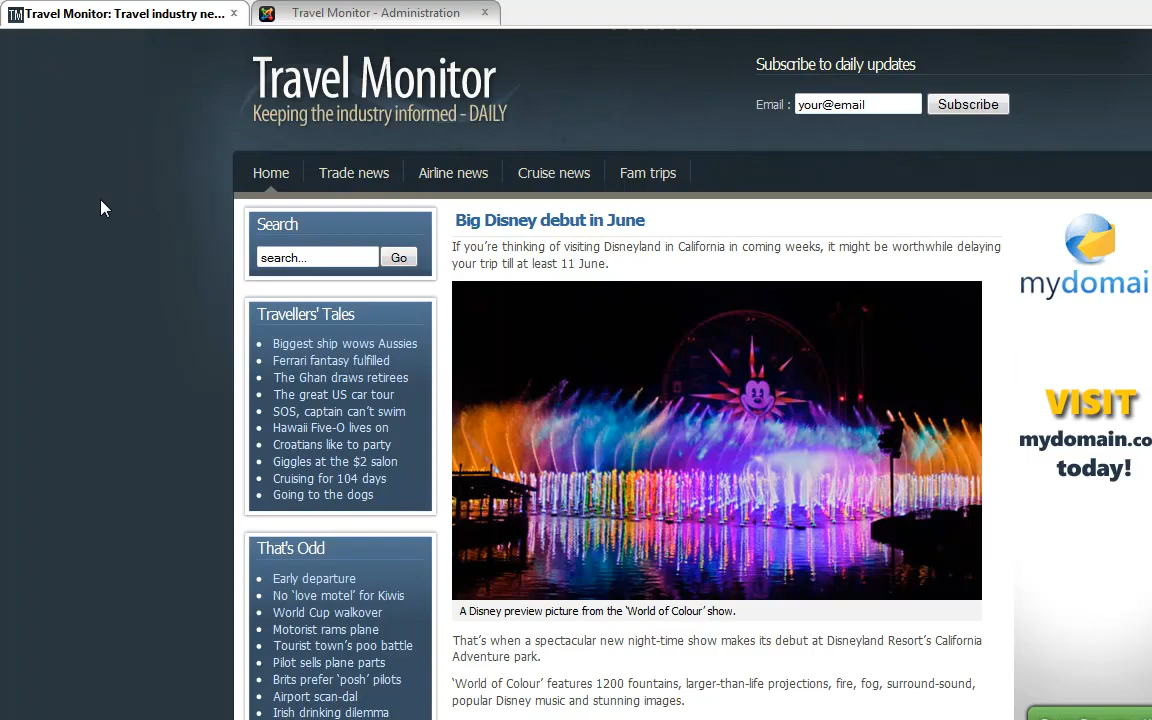 TM Travel Monitor: Travel industry ne... x
Travel Monitor - Administration x
Travel Monitor
Keeping the industry informed - DAILY
Subscribe to daily updates
Email : your@email Subscribe
Home Trade news Airline news Cruise news Fam trips
Search
search... Go
Travellers' Tales
Biggest ship wows Aussies
Ferrari fantasy fulfilled
The Ghan draws retirees
The great US car tour
SOS, captain can’t swim
Hawaii Five-O lives on
Croatians like to party
Giggles at the $2 salon
Cruising for 104 days
Going to the dogs
That's Odd
Early departure
No ‘love motel’ for Kiwis
World Cup walkover
Motorist rams plane
Tourist town’s poo battle
Pilot sells plane parts
Brits prefer ‘posh’ pilots
Airport scan-dal
Irish drinking dilemma
Big Disney debut in June
If you’re thinking of visiting Disneyland in California in coming weeks, it might be worthwhile delaying
your trip till at least 11 June.
A Disney preview picture from the ‘World of Colour’ show.
That’s when a spectacular new night-time show makes its debut at Disneyland Resort’s California
Adventure park.
‘World of Colour’ features 1200 fountains, larger-than-life projections, fire, fog, surround-sound,
popular Disney music and stunning images.
mydomai
VISIT
mydomain.co
today!